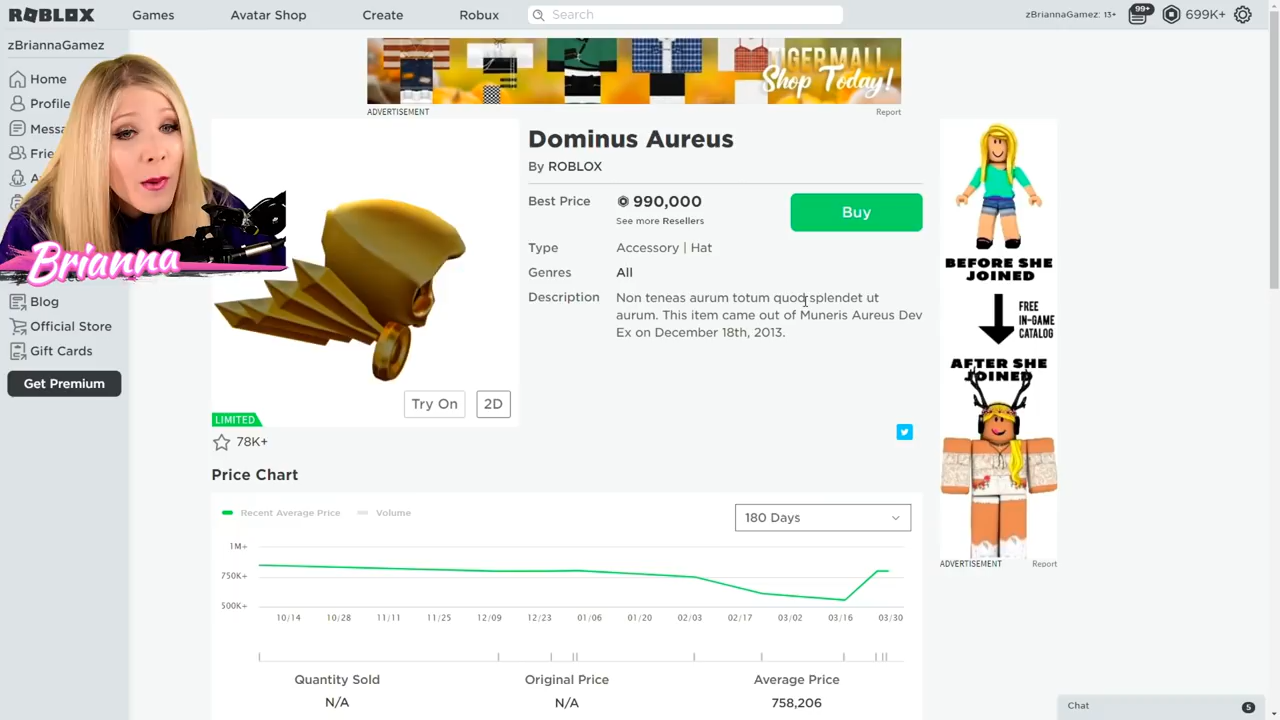 ROBLOX
Games
Avatar Shop
Create
Robux
Search
zBriannaGamez: 13+
99+
699K+
zBriannaGamez
Home
Profile
Messa
Frie
Blog
Official Store
Gift Cards
Get Premium
Brianna
TIGERMALL
Shop Today!
ADVERTISEMENT
Report
Dominus Aureus
By ROBLOX
Best Price
990,000
See more Resellers
Buy
Type
Accessory | Hat
Genres
All
Description
Non teneas aurum totum quod splendet ut
aurum. This item came out of Muneris Aureus Dev
Ex on December 18th, 2013.
Try On
2D
LIMITED
78K+
BEFORE SHE
JOINED
FREE
IN-GAME
CATALOG
AFTER SHE
JOINED
ADVERTISEMENT
Report
Price Chart
Recent Average Price
Volume
180 Days
1M+
750K+
500K+
10/14
10/28
11/11
11/25
12/09
12/23
01/06
01/20
02/03
02/17
03/02
03/16
03/30
Quantity Sold
N/A
Original Price
N/A
Average Price
758,206
Chat
5